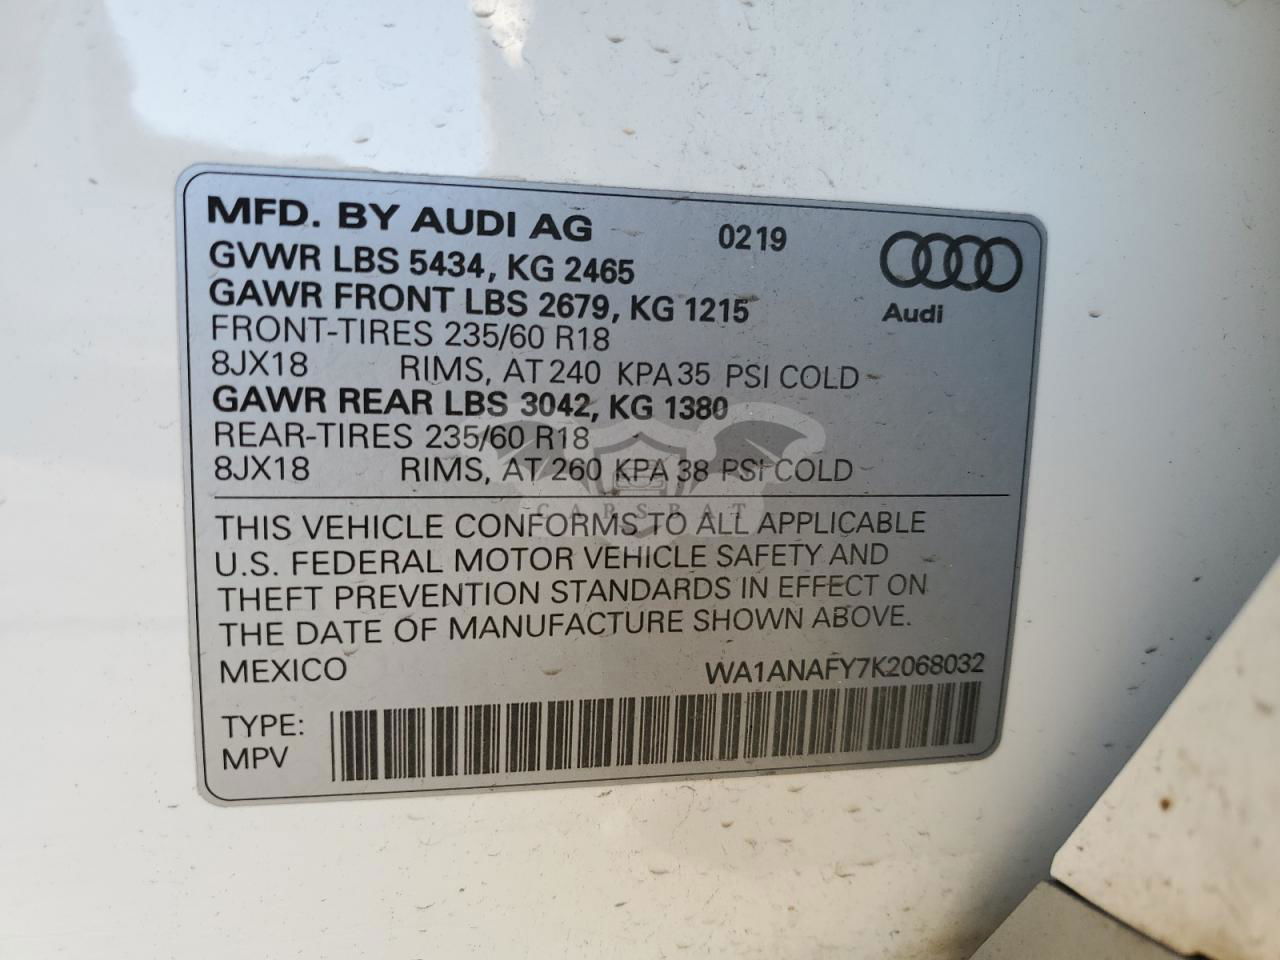 MFD. BY AUDI AG 0219
GVWR LBS 5434, KG 2465
GAWR FRONT LBS 2679, KG 1215
Audi
FRONT-TIRES 235/60 R18
8JX18 RIMS, AT 240 KPA 35 PSI COLD
GAWR REAR LBS 3042, KG 1380
REAR-TIRES 235/60 R18
8JX18 RIMS, AT 260 KPA 38 PSI COLD
CARSBAT
THIS VEHICLE CONFORMS TO ALL APPLICABLE
U.S. FEDERAL MOTOR VEHICLE SAFETY AND
THEFT PREVENTION STANDARDS IN EFFECT ON
THE DATE OF MANUFACTURE SHOWN ABOVE.
MEXICO WA1ANAFY7K2068032
TYPE:
MPV